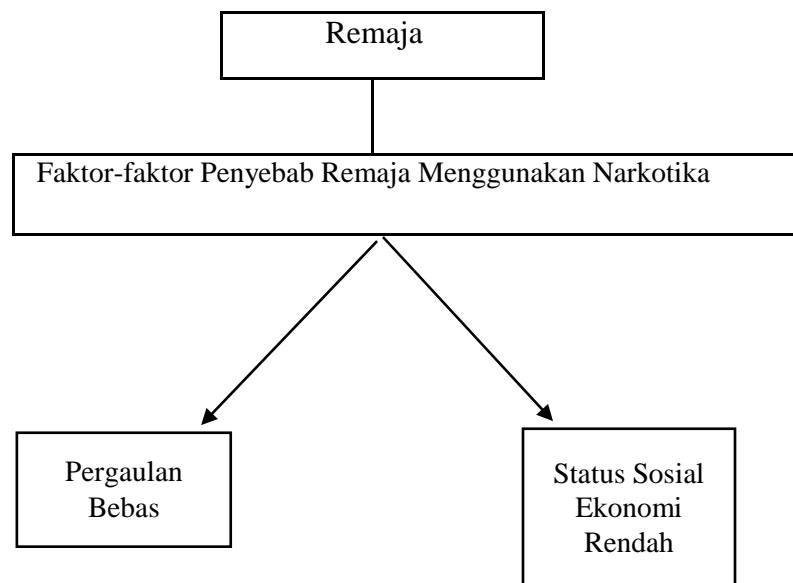 Remaja
Faktor-faktor Penyebab Remaja Menggunakan Narkotika
Pergaulan
Bebas
Status Sosial
Ekonomi
Rendah